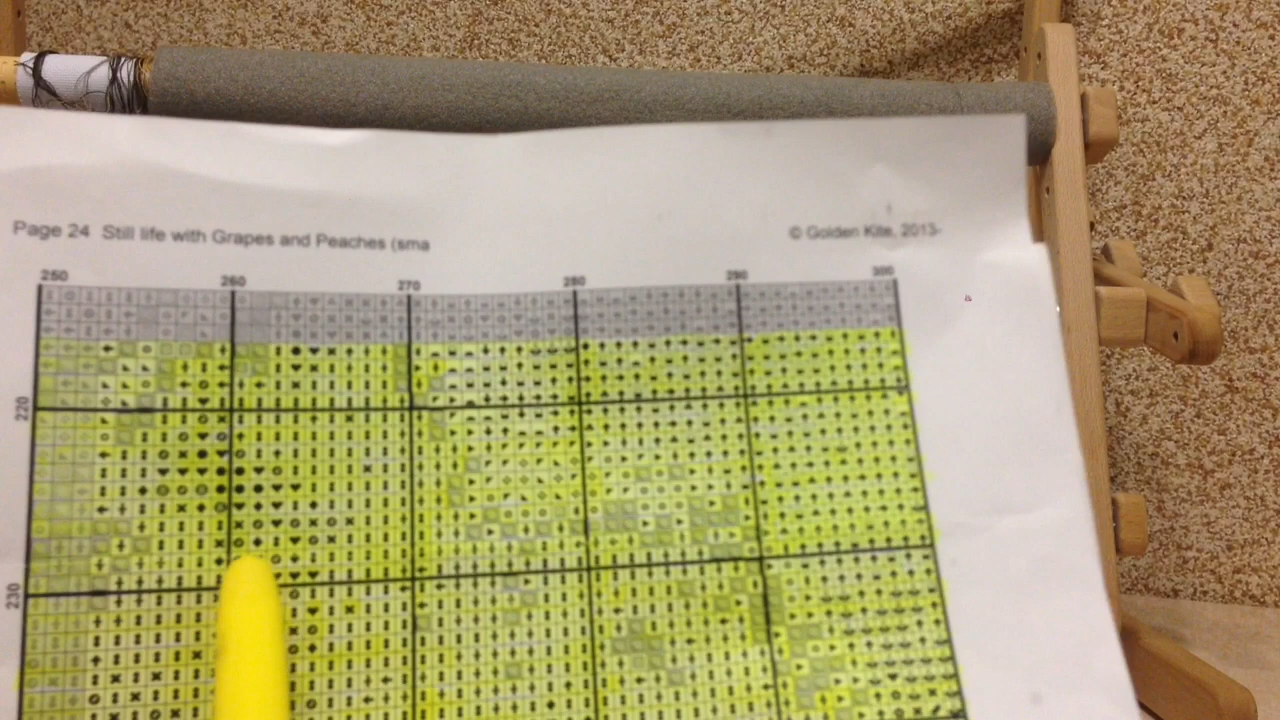 Page 24 Still life with Grapes and Peaches (sma
© Golden Kite, 2013-
250 260 270 280 290 300
220
230